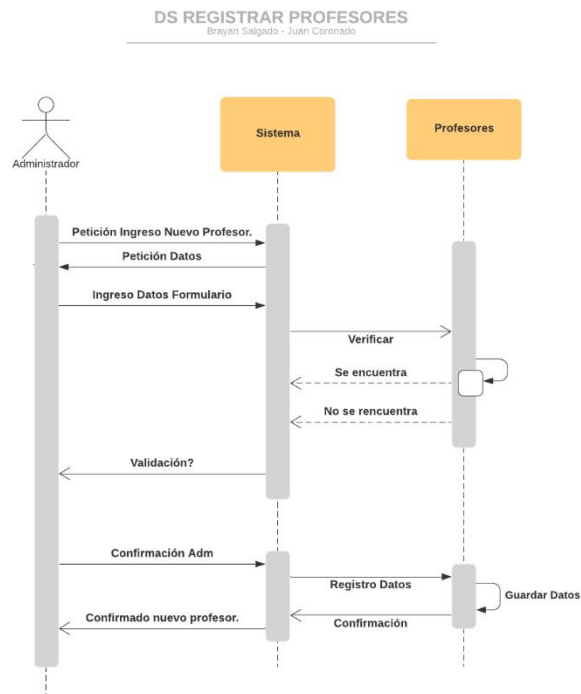 DS REGISTRAR PROFESORES
Brayan Salgado - Juan Coronado
Sistema
Profesores
Administrador
Petición Ingreso Nuevo Profesor.
Petición Datos
Ingreso Datos Formulario
Verificar
Se encuentra
No se rencuentra
Validación?
Confirmación Adm
Registro Datos
Guardar Datos
Confirmado nuevo profesor.
Confirmación